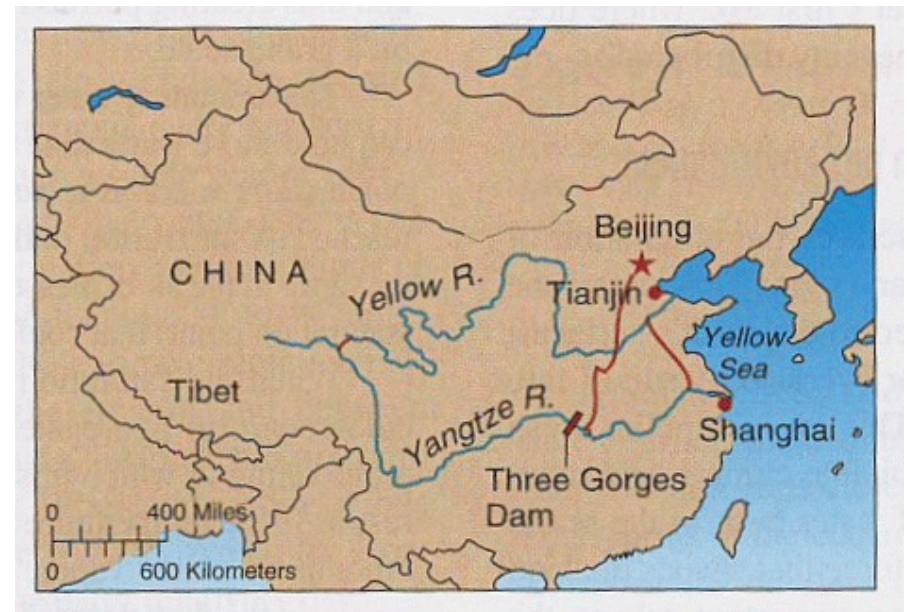 Beijing
CHINA
Yellow R.
Tianjin
Yellow
Sea
Tibet
Yangtze R.
Shanghai
Three Gorges
Dam
0 400 Miles
0 600 Kilometers